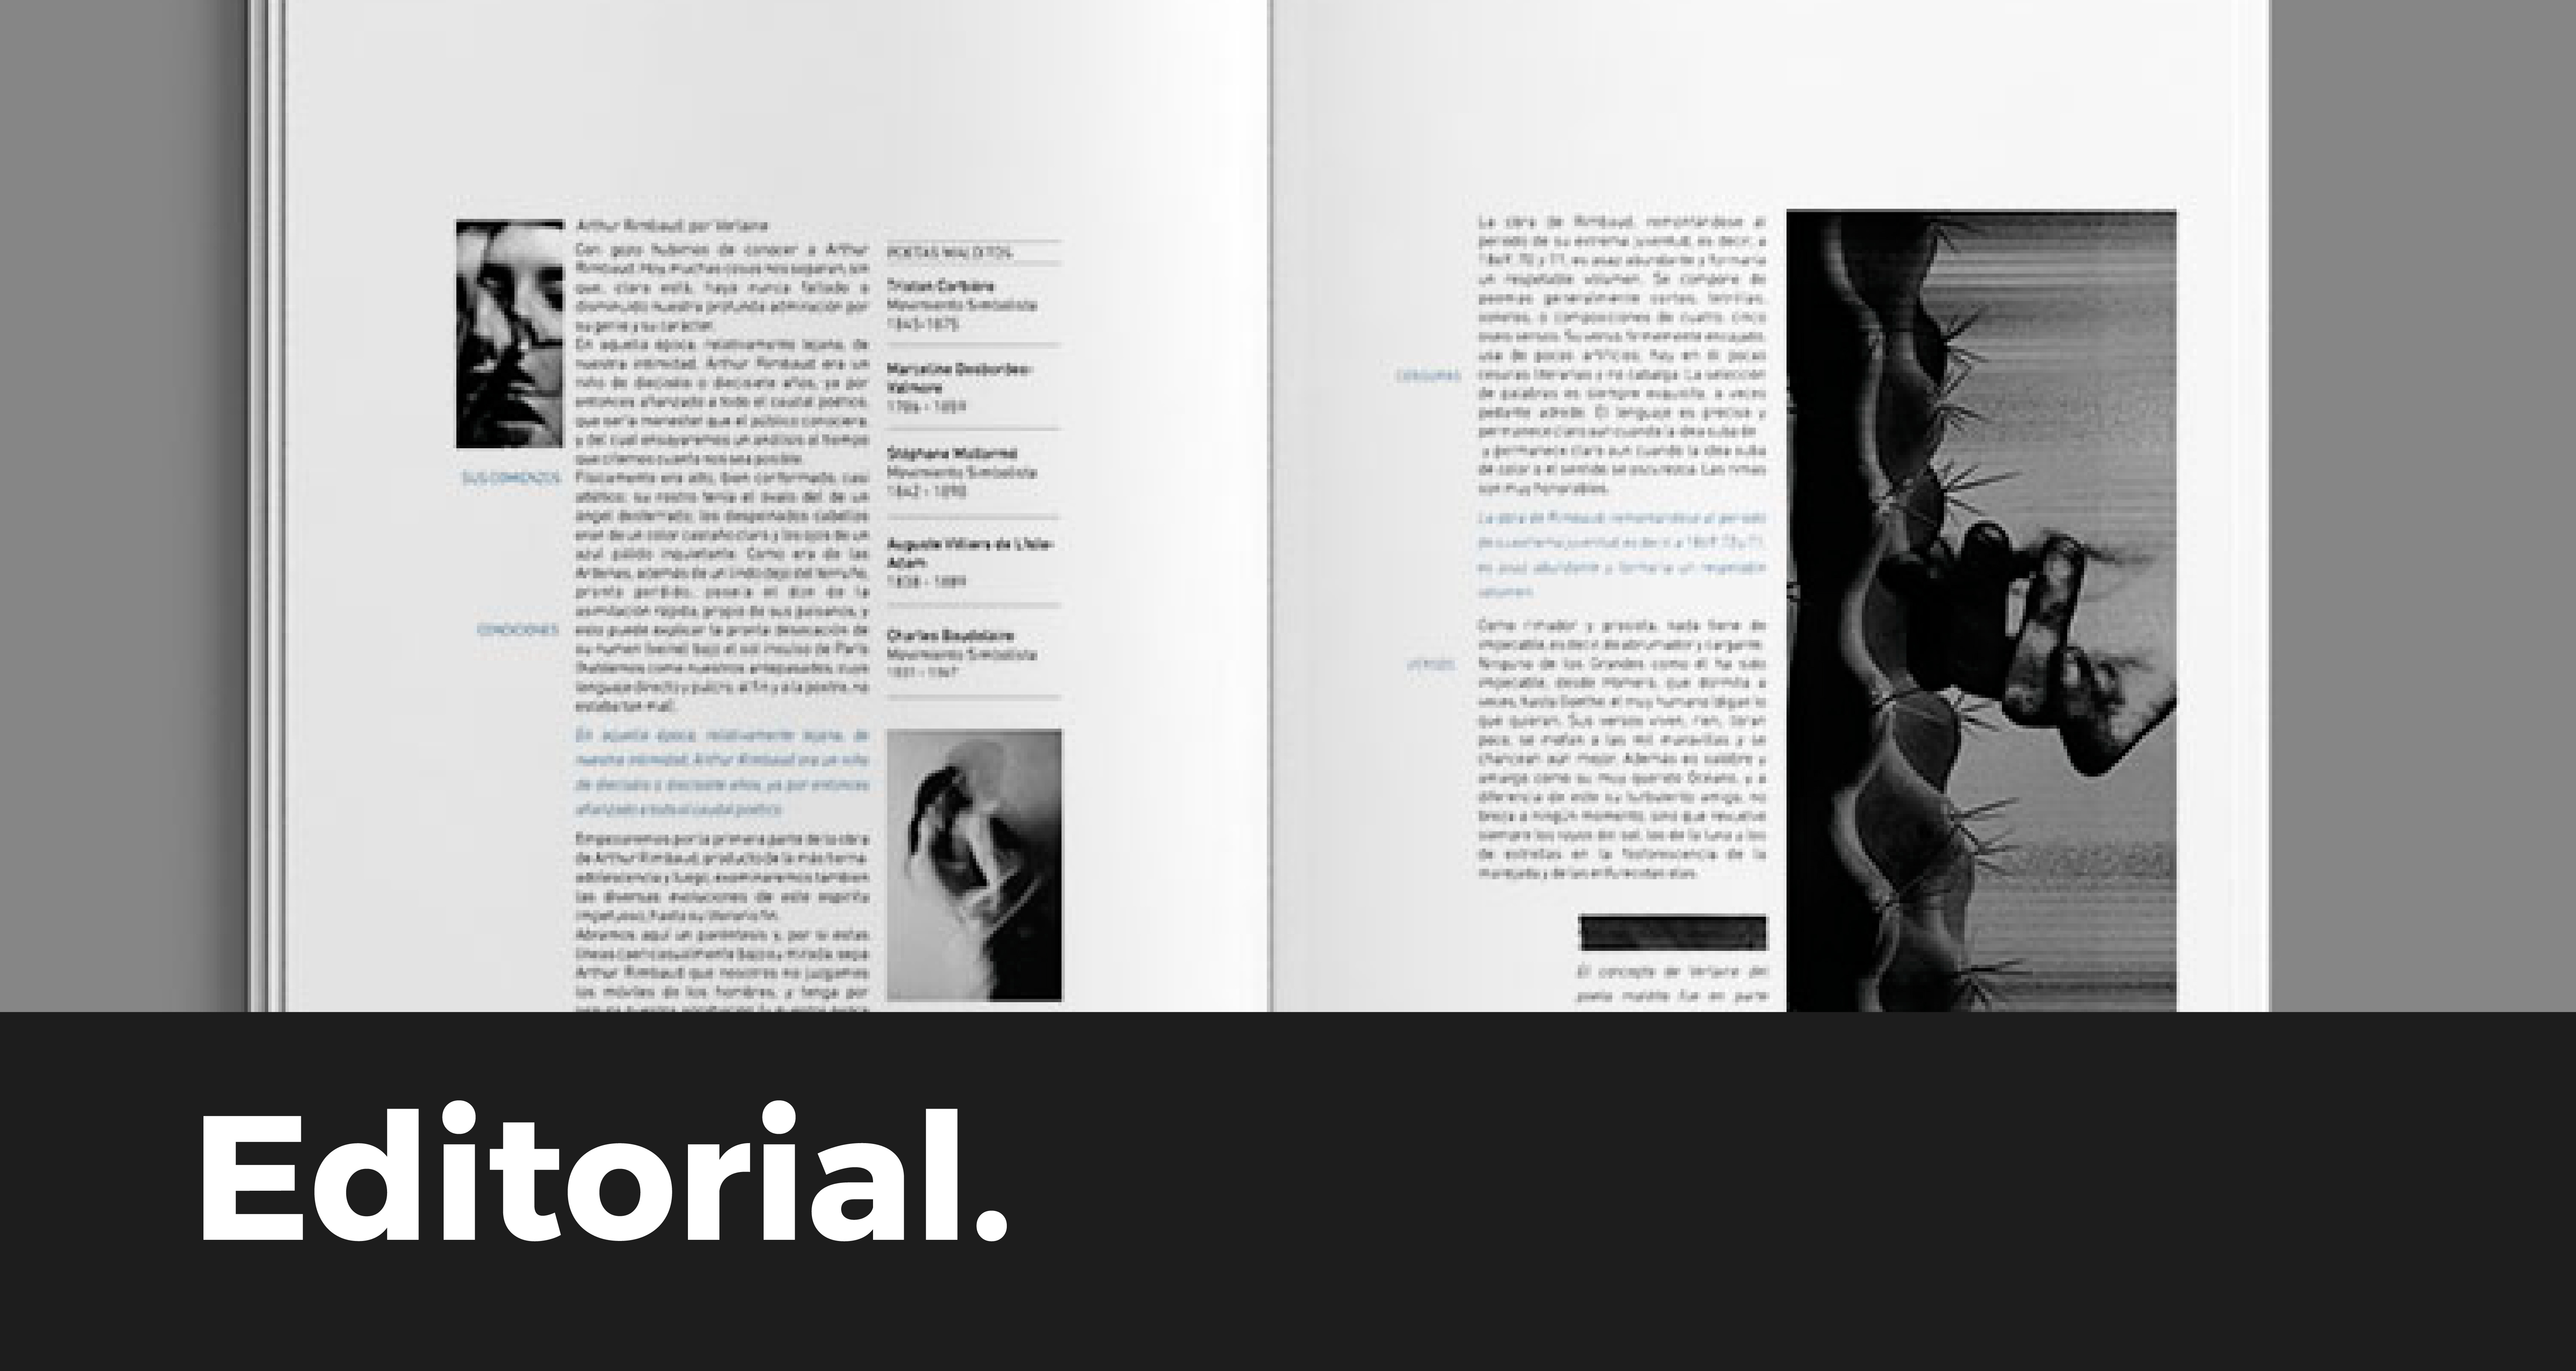 Arthur Rimbaud por Verlaine
Con gozo hubimos de conocer a Arthur
Rimbaud. Hoy muchas cosas nos separan, sin
que, claro está, haya nunca faltado o
disminuido nuestra profunda admiración por
su genio y su carácter.
En aquella época, relativamente lejana, de
nuestra intimidad, Arthur Rimbaud era un
niño de dieciséis o diecisiete años, ya por
entonces afianzado a todo el caudal poético,
que sería menester que el público conociera,
y del cual ensayaremos un análisis al tiempo
que citemos cuanto nos sea posible.
SUS COMIENZOS
Físicamente era alto, bien conformado, casi
atlético; su rostro tenía el óvalo del de un
ángel desterrado; los despeinados cabellos
eran de un color castaño claro y los ojos de un
azul pálido inquietante. Como era de las
Ardenas, además de un lindo dejo del terruño,
pronto perdido, poseía el don de la
asimilación rápida, propio de sus paisanos, y
CONDICIONES
esto puede explicar la pronta desecación de
su numen bajo el sol insulso de París
como nuestros antepasados, cuyo
lenguaje directo y pulcro, al fin y a la postre, no
estaba tan mal.
En aquella época, relativamente lejana, de
nuestra intimidad, Arthur Rimbaud era un niño
de dieciséis o diecisiete años, ya por entonces
afianzado a todo el caudal poético
Empezaremos por la primera parte de la obra
de Arthur Rimbaud, producto de la más tierna
adolescencia y luego, examinaremos también
las diversas evoluciones de este espíritu
impetuoso, hasta su literario fin.
Abramos aquí un paréntesis y, por si estas
líneas caen casualmente bajo su mirada, sepa
Arthur Rimbaud que nosotros no juzgamos
los móviles de los hombres, y tenga por
POETAS MALDITOS
Tristan Corbière
Movimiento Simbolista
1845-1875
Marceline Desbordes-
Valmore
1786 - 1859
Stéphane Mallarmé
Movimiento Simbolista
1842 - 1898
Auguste Villiers de L'Isle-
Adam
1838 - 1889
Charles Baudelaire
Movimiento Simbolista
La obra de Rimbaud, remontándose al
período de su extrema juventud, es decir, a
1869, 70 y 71, es asaz abundante y formaría
un respetable volumen. Se compone de
poemas generalmente cortos, letrillas,
sonetos, o composiciones de cuatro, cinco
versos. Su verso, firmemente encajado,
usa de pocos artificios; hay en él pocas
CESURAS
cesuras literarias y no cabalga. La selección
de palabras es siempre exquisita, a veces
pedante adrede. El lenguaje es preciso y
permanece claro aun cuando la idea suba de
y permanece claro aun cuando la idea suba
de color o el sentido se oscurezca. Las rimas
son muy honorables.
La obra de Rimbaud, remontándose al período
de su extrema juventud, es decir, a 1869, 70 y 71,
es asaz abundante y formaría un respetable
volumen.
Como rimador y prosista, nada tiene de
impecable, es decir, de abrumador y cargante.
VERSOS
Ninguno de los Grandes como él ha sido
impecable, desde Homero, que dormita a
veces, hasta Goethe, el muy humano (digan lo
que quieran. Sus versos viven, ríen, lloran
poco, se mofan a las mil maravillas y se
chancean aun mejor. Además es salobre y
amargo como su muy querido Océano, y a
diferencia de este su turbulento amigo, no
broza a ningún momento, sino que revuelve
siempre los rayos del sol, los de la luna y los
de estrellas en la fosforescencia de la
marejada y de las enfurecidas olas.
El concepto de Verlaine del
poeta maldito fue en parte
Editorial.